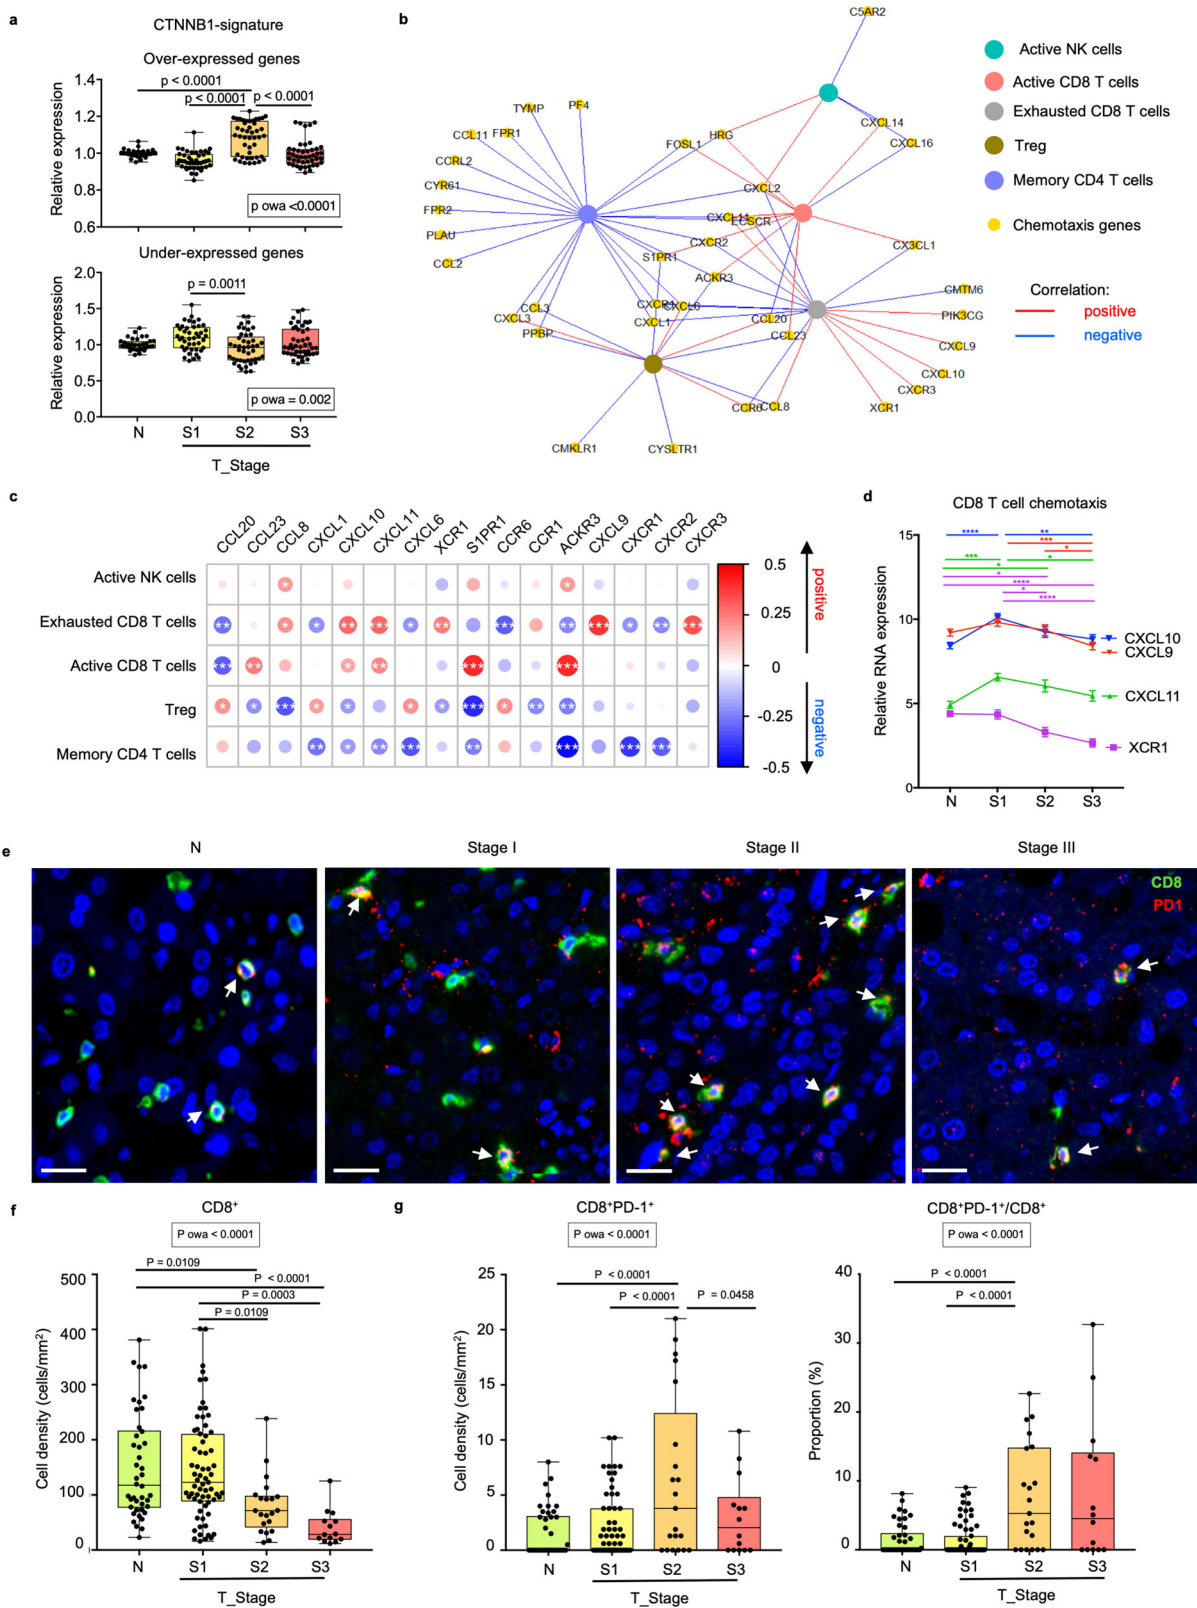 a
CTNNB1-signature
Over-expressed genes
p < 0.0001
p < 0.0001
p < 0.0001
Relative expression
1.4
1.2
1.0
0.8
0.6
p owa <0.0001
Under-expressed genes
p = 0.0011
Relative expression
2.0
1.5
1.0
0.5
0.0
p owa = 0.002
N
S1
S2
S3
T_Stage
b
C5AR2
TYMP
PF4
CCL11
FPR1
CCRL2
CYR61
FPR2
PLAU
CCL2
HRG
FOSL1
CXCL14
CXCL16
CXCL2
CXCL11
ECSCR
CXCR2
S1PR1
ACKR3
CX3CL1
CCL3
CXCL3
PPBP
CXCR1
CXCL6
CXCL1
CCL20
CCL23
CMTM6
PIK3CG
CXCL9
CXCL10
CXCR3
XCR1
CCR6
CCL8
CMKLR1
CYSLTR1
Active NK cells
Active CD8 T cells
Exhausted CD8 T cells
Treg
Memory CD4 T cells
Chemotaxis genes
Correlation:
positive
negative
c
CCL20
CCL23
CCL8
CXCL1
CXCL10
CXCL11
CXCL6
XCR1
S1PR1
CCR6
CCR1
ACKR3
CXCL9
CXCR1
CXCR2
CXCR3
Active NK cells
* *
Exhausted CD8 T cells
** * * ** *** * ** *** ** *** * ** ***
Active CD8 T cells
*** ** * ** *** ***
Treg
* * *** * * * *** * ** **
Memory CD4 T cells
** * ** *** ** *** *** **
0.5
0.25
0
-0.25
-0.5
positive
negative
d
CD8 T cell chemotaxis
**** **
***
*
*** *
*
*
****
*
****
Relative RNA expression
15
10
5
0
CXCL10
CXCL9
CXCL11
XCR1
N
S1
S2
S3
e
N
Stage I
Stage II
Stage III
CD8
PD1
f
CD8⁺
P owa < 0.0001
P = 0.0109
P < 0.0001
P = 0.0003
P = 0.0109
Cell density (cells/mm²)
500
400
300
200
100
0
N
S1
S2
S3
T_Stage
g
CD8⁺PD-1⁺
P owa < 0.0001
P < 0.0001
P < 0.0001
P = 0.0458
Cell density (cells/mm²)
25
20
15
10
5
0
N
S1
S2
S3
T_Stage
CD8⁺PD-1⁺/CD8⁺
P owa < 0.0001
P < 0.0001
P < 0.0001
Proportion (%)
40
30
20
10
0
N
S1
S2
S3
T_Stage